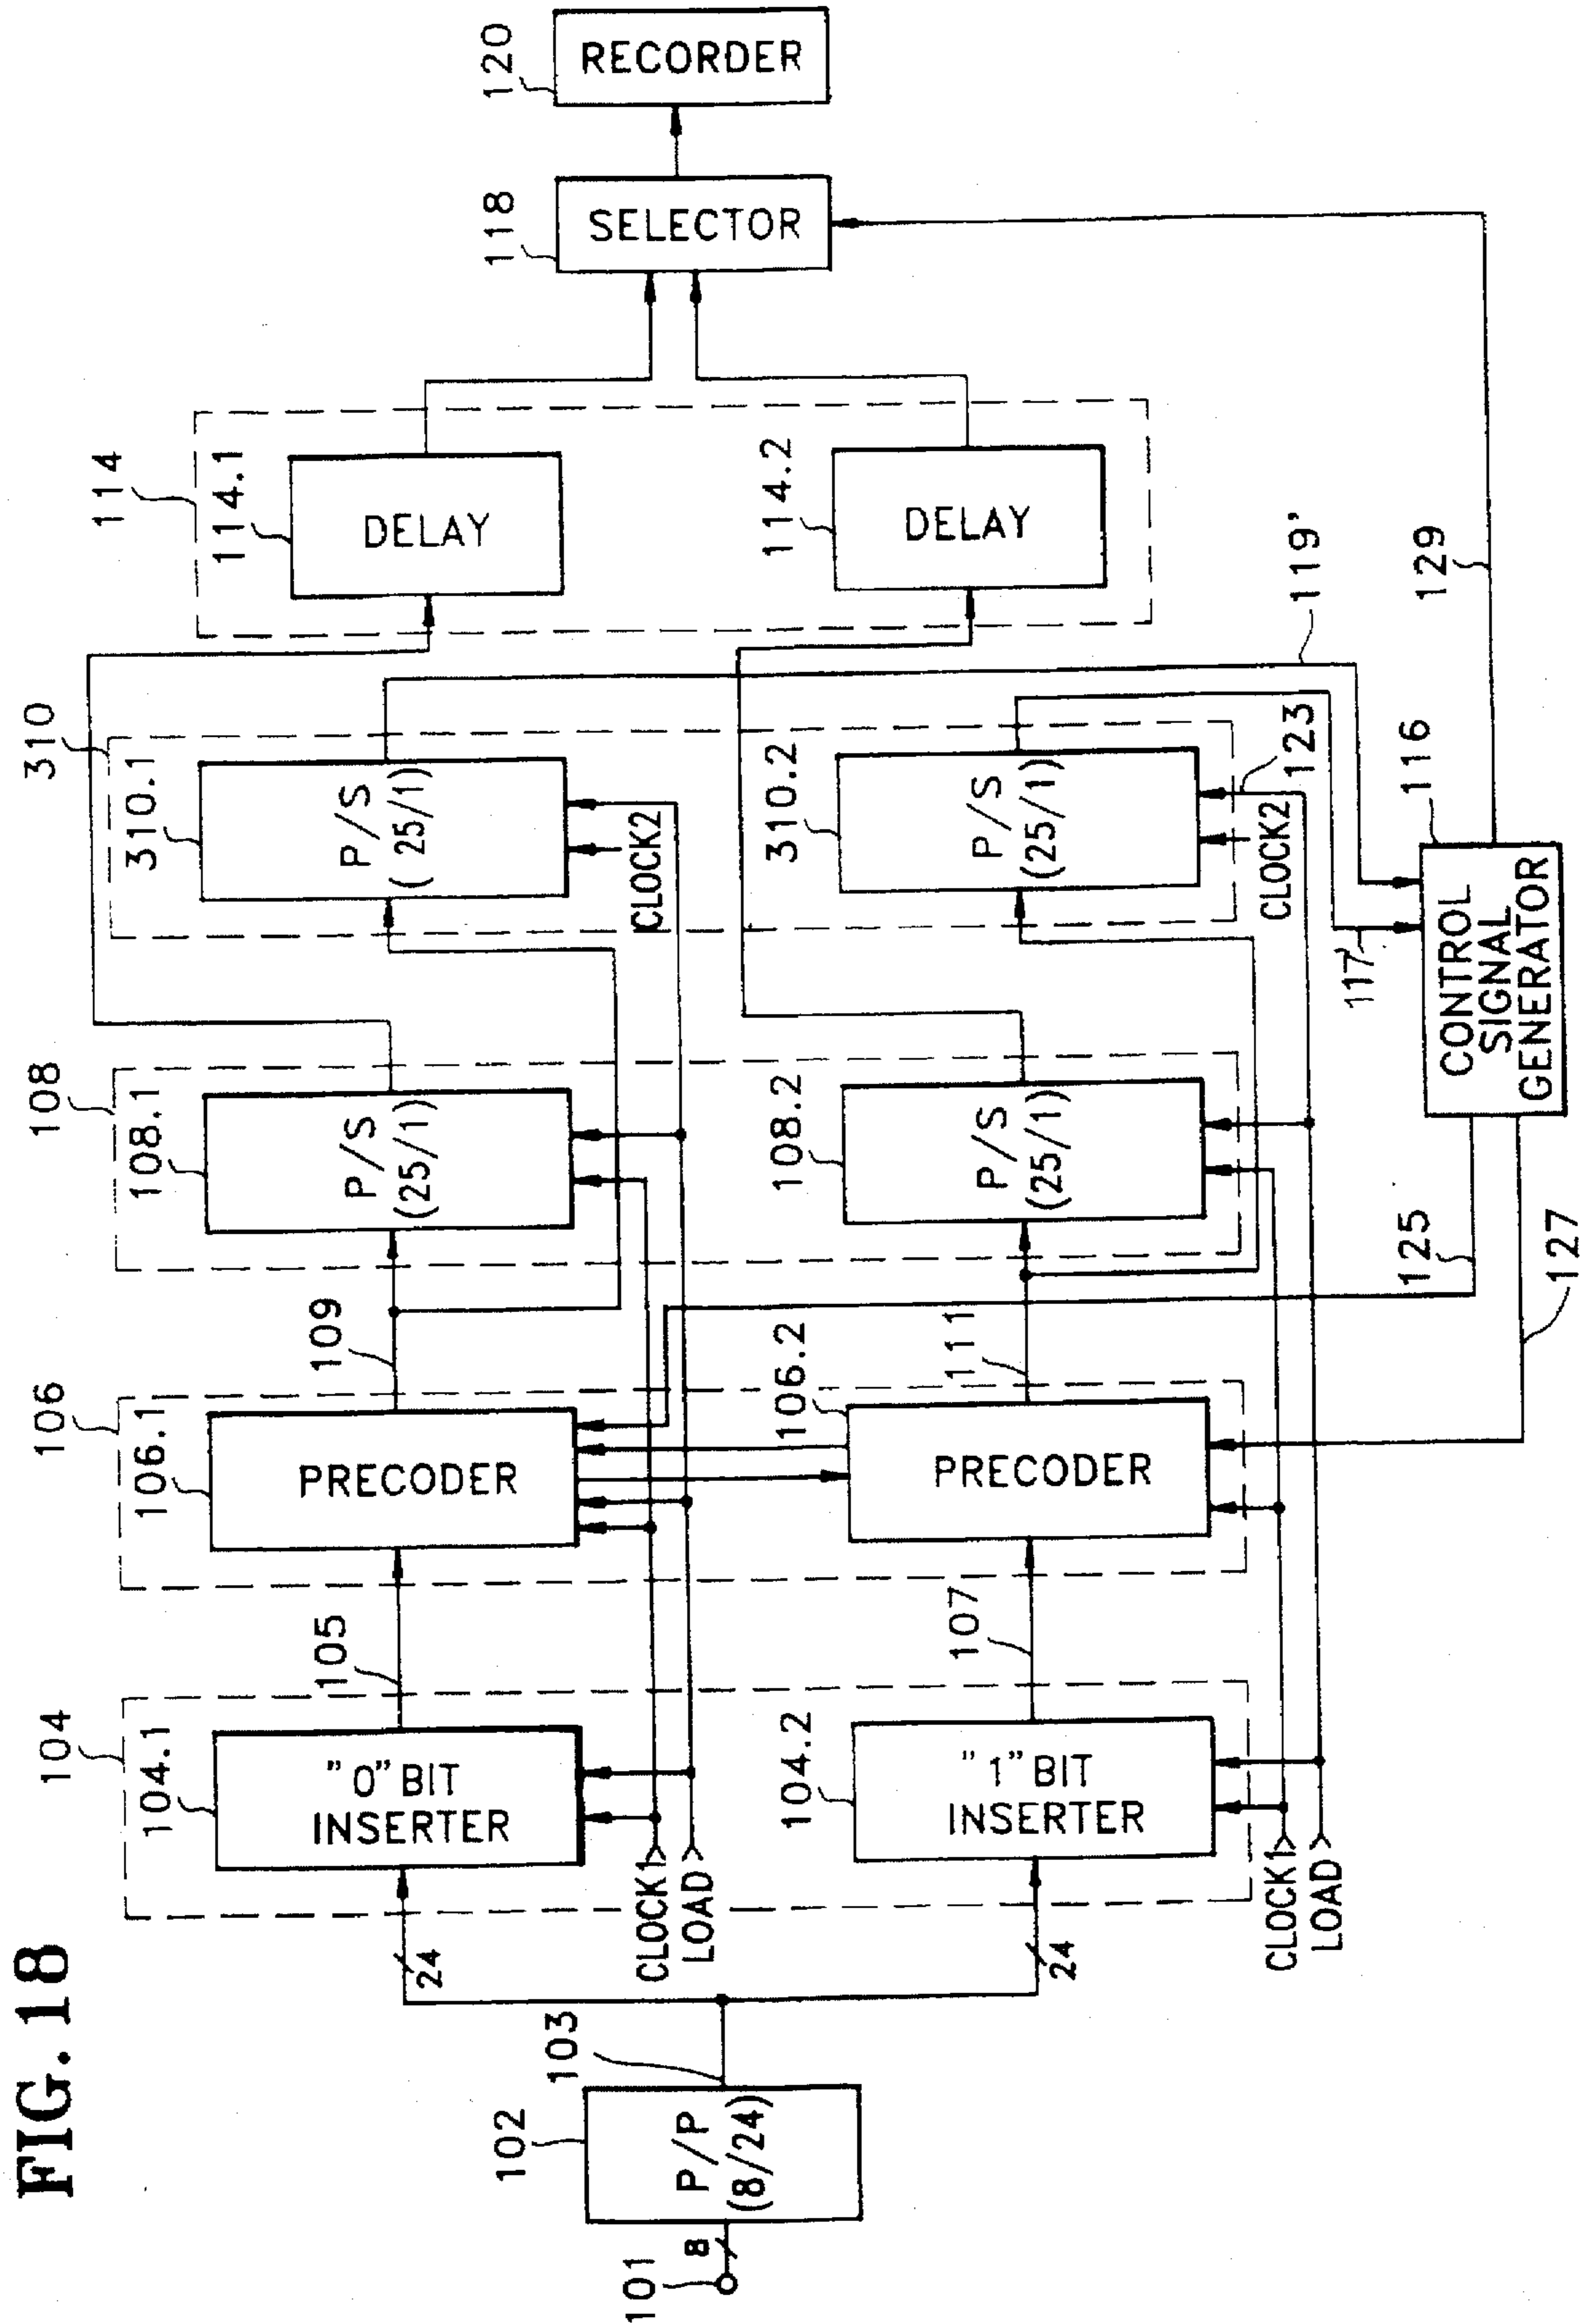 FIG. 18
101
8
102
P/P
(8/24)
103
24
24
104
104.1
"0" BIT
INSERTER
CLOCK1
LOAD
104.2
"1" BIT
INSERTER
CLOCK1
LOAD
105
107
106
106.1
PRECODER
106.2
PRECODER
109
111
108
108.1
P/S
(25/1)
108.2
P/S
(25/1)
125
127
310
310.1
P/S
(25/1)
CLOCK2
310.2
P/S
(25/1)
CLOCK2
123
117
119'
116
CONTROL
SIGNAL
GENERATOR
129
114
114.1
DELAY
114.2
DELAY
118
SELECTOR
120
RECORDER